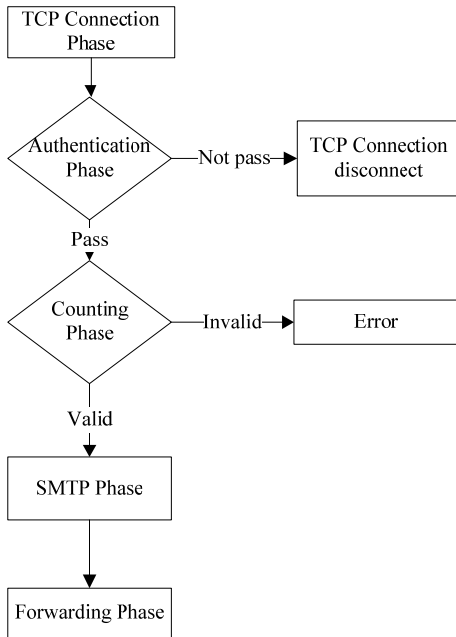 TCP Connection
Phase
Authentication
Phase
Not pass
TCP Connection
disconnect
Pass
Counting
Phase
Invalid
Error
Valid
SMTP Phase
Forwarding Phase